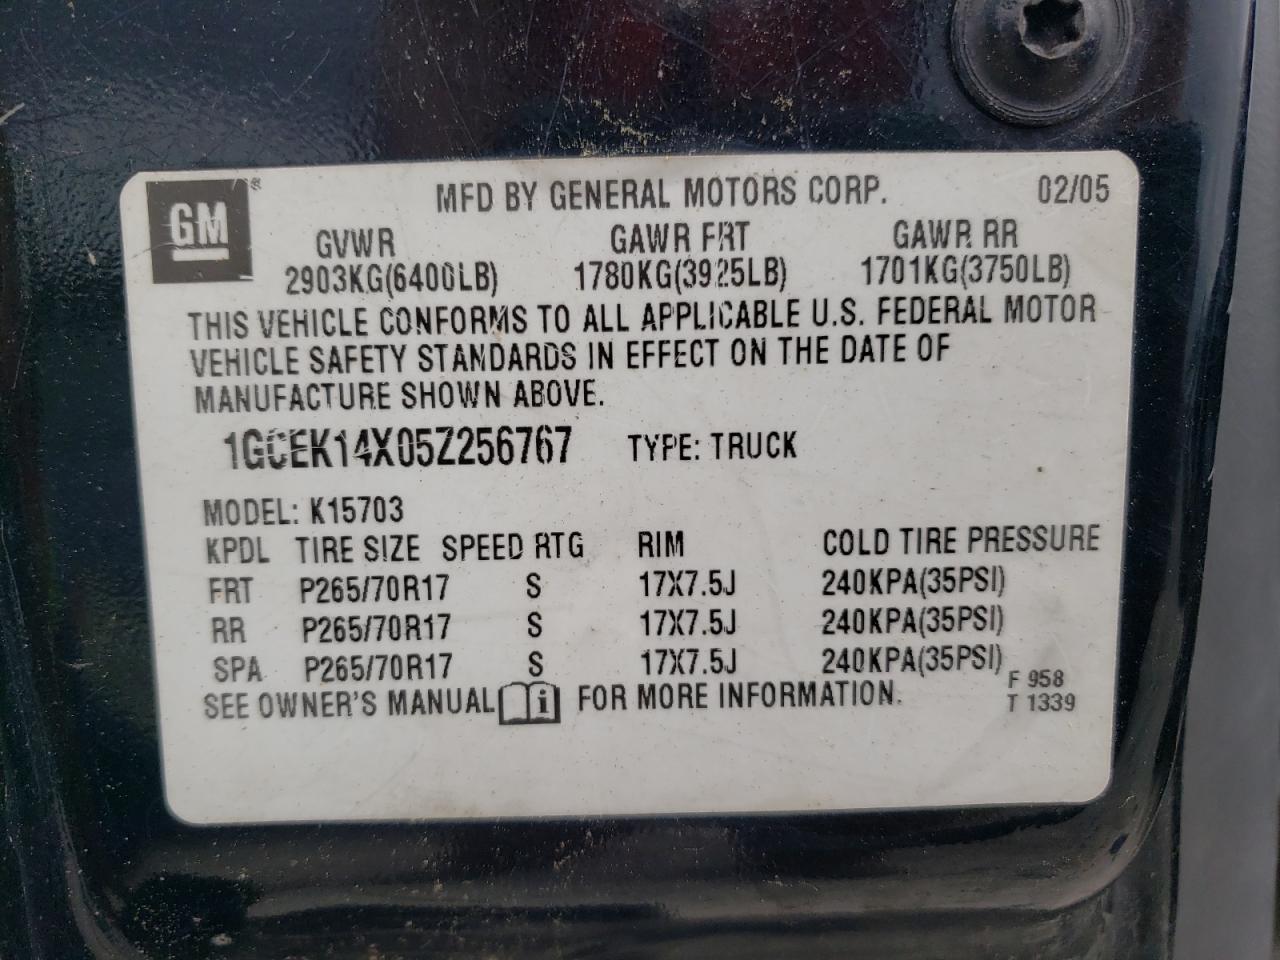 GM®
MFD BY GENERAL MOTORS CORP. 02/05
GVWR GAWR FRT GAWR RR
2903KG(6400LB) 1780KG(3925LB) 1701KG(3750LB)
THIS VEHICLE CONFORMS TO ALL APPLICABLE U.S. FEDERAL MOTOR
VEHICLE SAFETY STANDARDS IN EFFECT ON THE DATE OF
MANUFACTURE SHOWN ABOVE.
1GCEK14X05Z256767 TYPE: TRUCK
MODEL: K15703
KPDL TIRE SIZE SPEED RTG RIM COLD TIRE PRESSURE
FRT P265/70R17 S 17X7.5J 240KPA(35PSI)
RR P265/70R17 S 17X7.5J 240KPA(35PSI)
SPA P265/70R17 S 17X7.5J 240KPA(35PSI)
F 958
SEE OWNER'S MANUAL i FOR MORE INFORMATION. T 1339